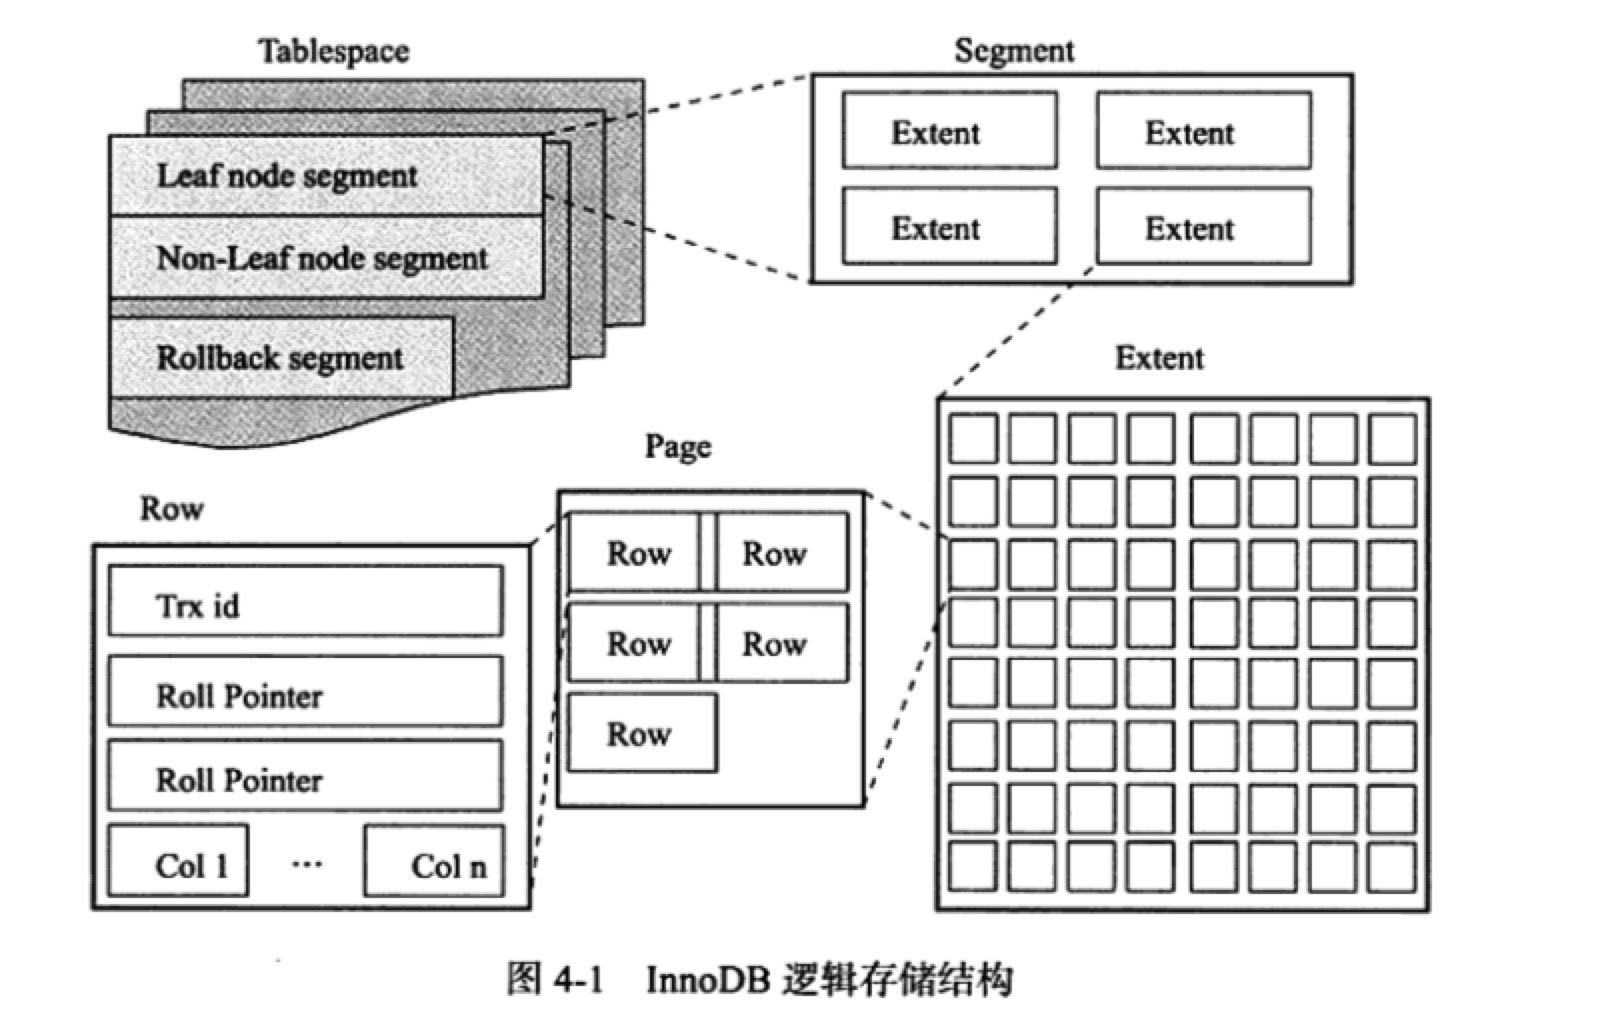 Tablespace
Leaf node segment
Non-Leaf node segment
Rollback segment
Segment
Extent Extent
Extent Extent
Extent
Page
Row Row
Row Row
Row
Row
Trx id
Roll Pointer
Roll Pointer
Col 1 ··· Col n
图 4-1 InnoDB 逻辑存储结构